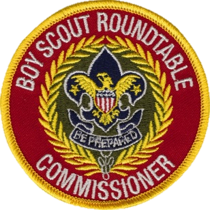 BOY SCOUT ROUNDTABLE
BE PREPARED
COMMISSIONER